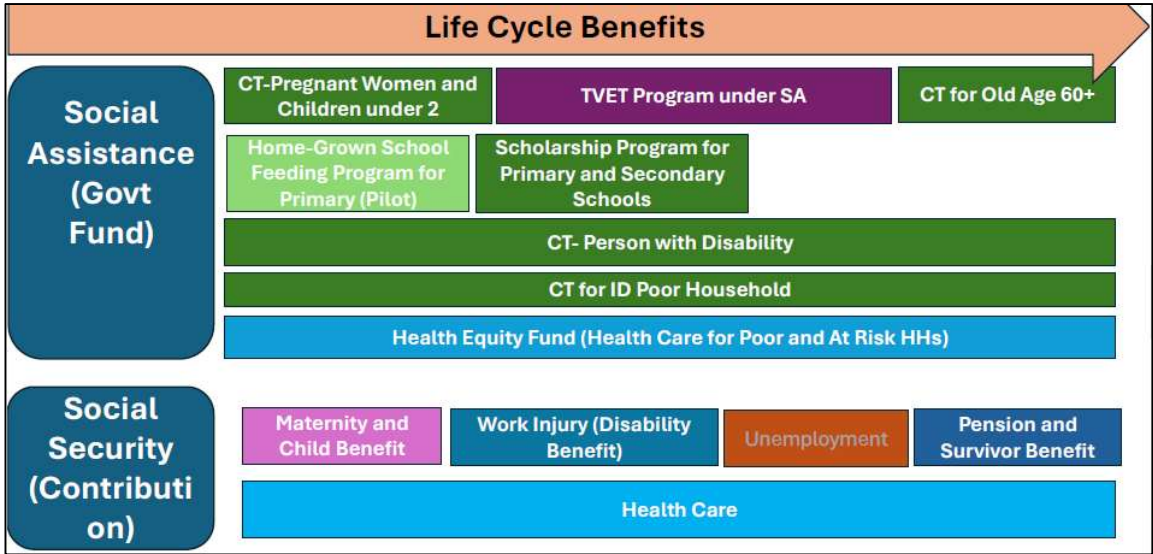 Life Cycle Benefits
Social
Assistance
(Govt
Fund)
CT-Pregnant Women and
Children under 2
TVET Program under SA
CT for Old Age 60+
Home-Grown School
Feeding Program for
Primary (Pilot)
Scholarship Program for
Primary and Secondary
Schools
CT- Person with Disability
CT for ID Poor Household
Health Equity Fund (Health Care for Poor and At Risk HHs)
Social
Security
(Contributi
on)
Maternity and
Child Benefit
Work Injury (Disability
Benefit)
Unemployment
Pension and
Survivor Benefit
Health Care